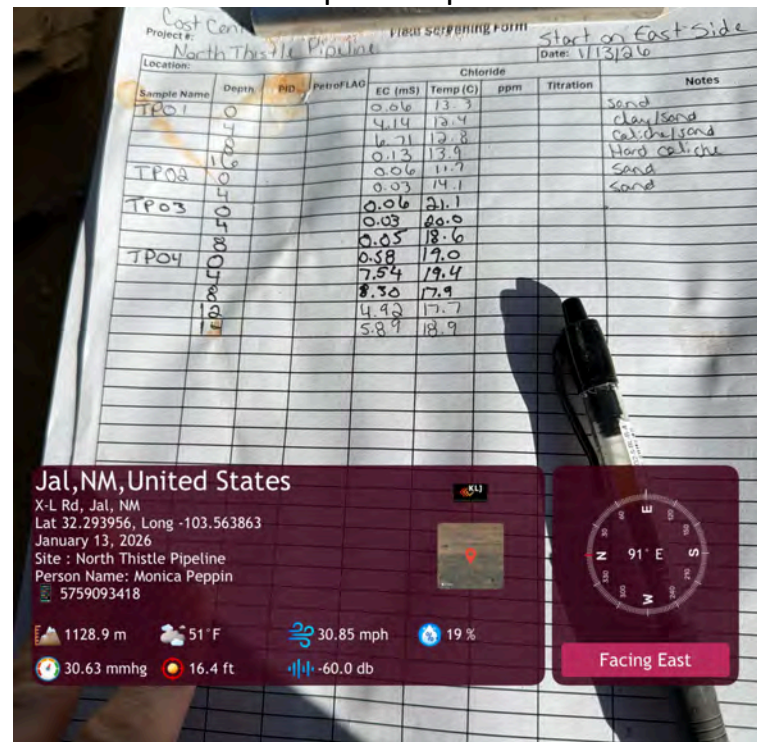 Cost Cent
Project #: Field Screening Form Start on East Side
North Thistle Pipeline Date: 1/13/26
Location:
Chloride
Sample Name Depth PID PetroFLAG EC (mS) Temp (C) ppm Titration Notes
TP01 0 0.06 13.3 Sand
4 4.14 12.4 clay/sand
8 6.71 12.8 Caliche/sand
16 0.13 13.9 Hard caliche
TP02 0 0.06 11.7 Sand
4 0.03 14.1 Sand
TP03 0 0.06 21.1
4 0.03 20.0
8 0.05 18.6
TP04 0 0.58 19.0
4 7.54 19.4
8 8.30 17.9
12 4.92 17.7
5.89 18.9
Jal,NM,United States
KLJ
X-L Rd, Jal, NM
Lat 32.293956, Long -103.563863
January 13, 2026
Site : North Thistle Pipeline
Person Name: Monica Peppin
5759093418
1128.9 m 51°F 30.85 mph 19 %
30.63 mmhg 16.4 ft -60.0 db
N 30 60 E 120 150 S 210 W 300 330
91° E
Facing East